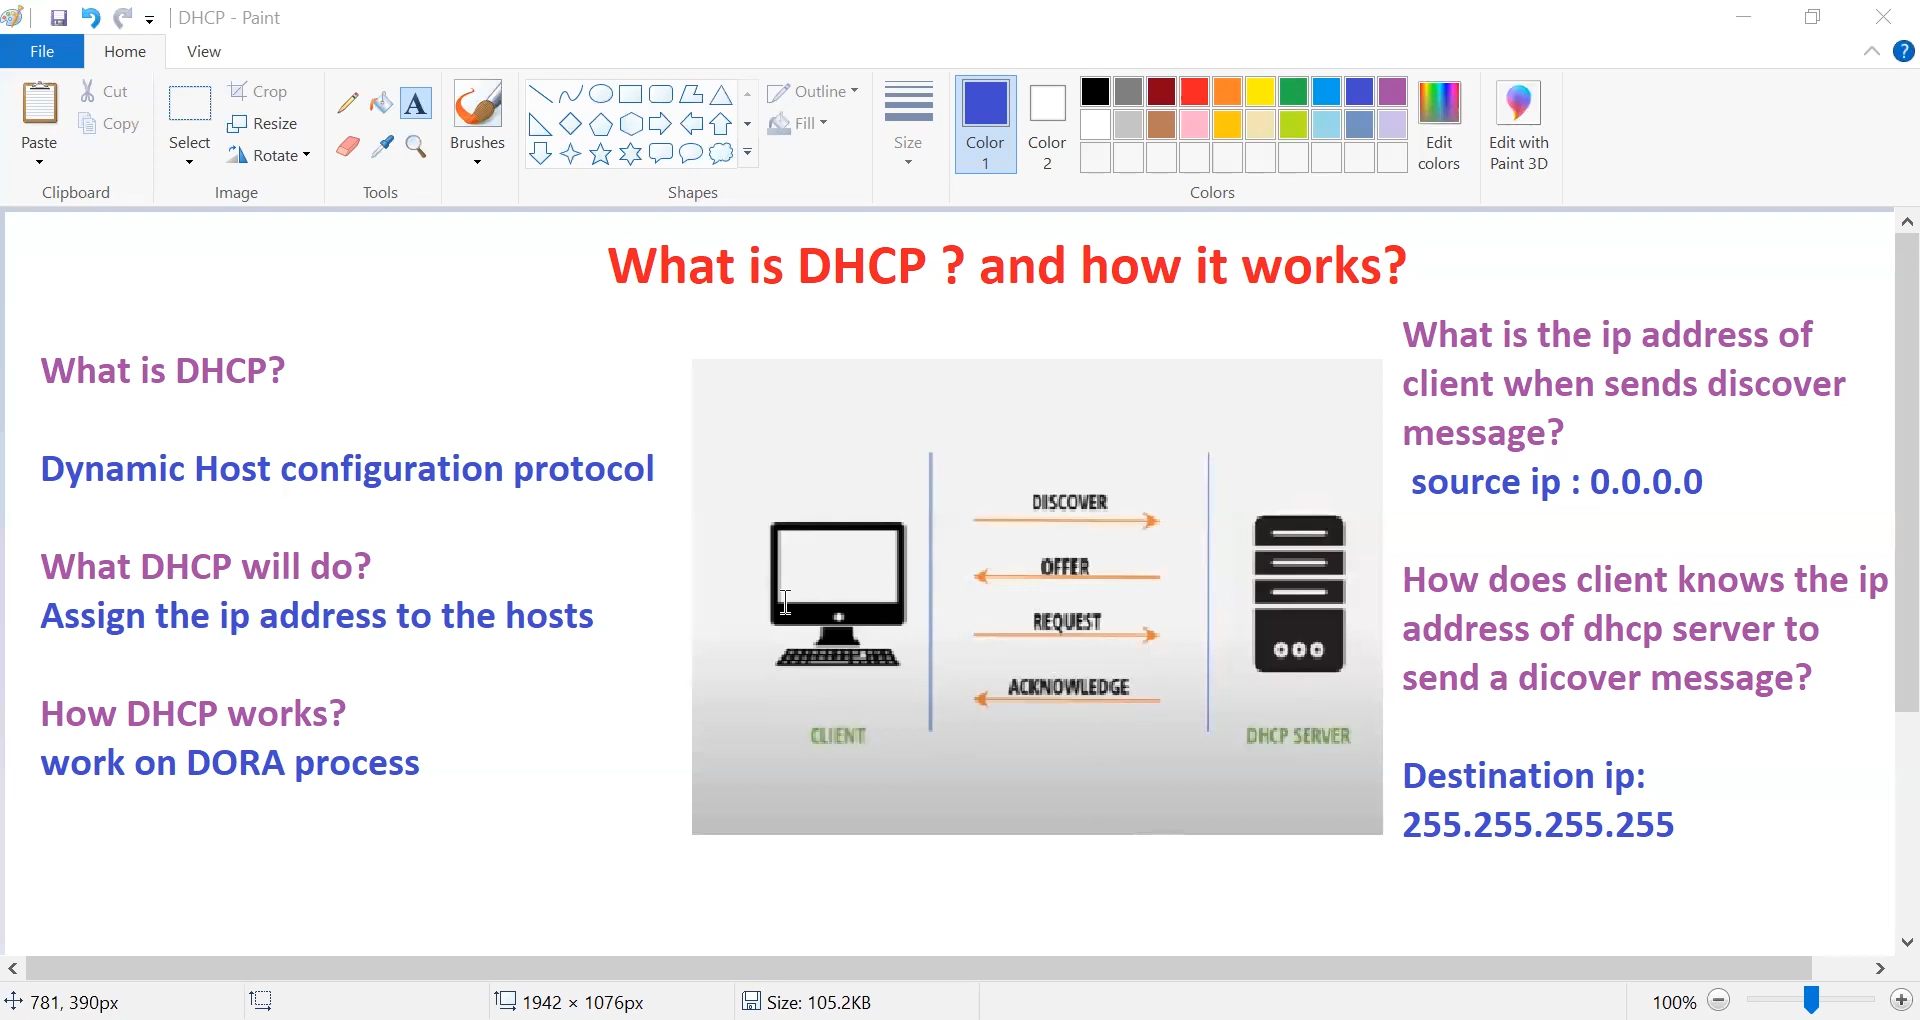 DHCP - Paint
File
Home
View
Paste
Cut
Copy
Clipboard
Select
Crop
Resize
Rotate
Image
A
Tools
Brushes
Outline
Fill
Shapes
Size
Color
1
Color
2
Edit
colors
Colors
Edit with
Paint 3D
What is DHCP ? and how it works?
What is DHCP?
Dynamic Host configuration protocol
What DHCP will do?
Assign the ip address to the hosts
How DHCP works?
work on DORA process
DIISCOVER
OFFER
REQUEST
ACKNOWLEDGE
CLIENT
DHCP SERVER
What is the ip address of
client when sends discover
message?
source ip : 0.0.0.0
How does client knows the ip
address of dhcp server to
send a dicover message?
Destination ip:
255.255.255.255
781, 390px
1942 × 1076px
Size: 105.2KB
100%